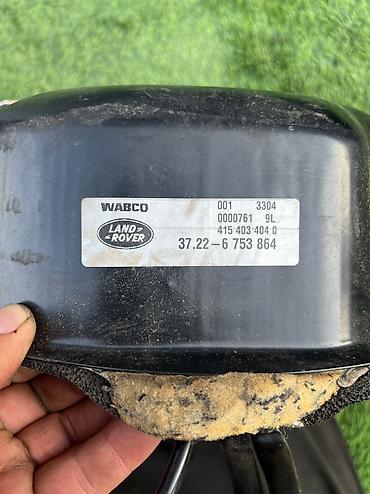 WABCO 001 3304
0000761 9L
LAND
ROVER
415 403 404 0
37.22-6 753 864